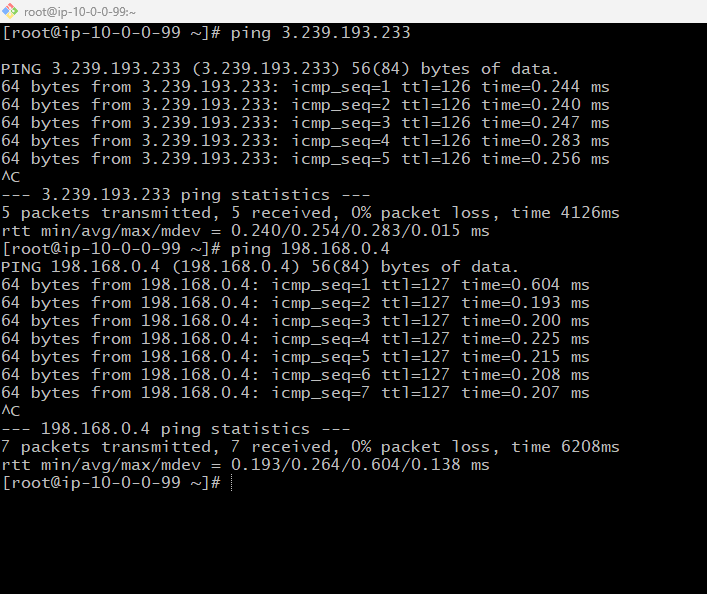 root@ip-10-0-0-99:~
[root@ip-10-0-0-99 ~]# ping 3.239.193.233
PING 3.239.193.233 (3.239.193.233) 56(84) bytes of data.
64 bytes from 3.239.193.233: icmp_seq=1 ttl=126 time=0.244 ms
64 bytes from 3.239.193.233: icmp_seq=2 ttl=126 time=0.240 ms
64 bytes from 3.239.193.233: icmp_seq=3 ttl=126 time=0.247 ms
64 bytes from 3.239.193.233: icmp_seq=4 ttl=126 time=0.283 ms
64 bytes from 3.239.193.233: icmp_seq=5 ttl=126 time=0.256 ms
^C
--- 3.239.193.233 ping statistics ---
5 packets transmitted, 5 received, 0% packet loss, time 4126ms
rtt min/avg/max/mdev = 0.240/0.254/0.283/0.015 ms
[root@ip-10-0-0-99 ~]# ping 198.168.0.4
PING 198.168.0.4 (198.168.0.4) 56(84) bytes of data.
64 bytes from 198.168.0.4: icmp_seq=1 ttl=127 time=0.604 ms
64 bytes from 198.168.0.4: icmp_seq=2 ttl=127 time=0.193 ms
64 bytes from 198.168.0.4: icmp_seq=3 ttl=127 time=0.200 ms
64 bytes from 198.168.0.4: icmp_seq=4 ttl=127 time=0.225 ms
64 bytes from 198.168.0.4: icmp_seq=5 ttl=127 time=0.215 ms
64 bytes from 198.168.0.4: icmp_seq=6 ttl=127 time=0.208 ms
64 bytes from 198.168.0.4: icmp_seq=7 ttl=127 time=0.207 ms
^C
--- 198.168.0.4 ping statistics ---
7 packets transmitted, 7 received, 0% packet loss, time 6208ms
rtt min/avg/max/mdev = 0.193/0.264/0.604/0.138 ms
[root@ip-10-0-0-99 ~]#